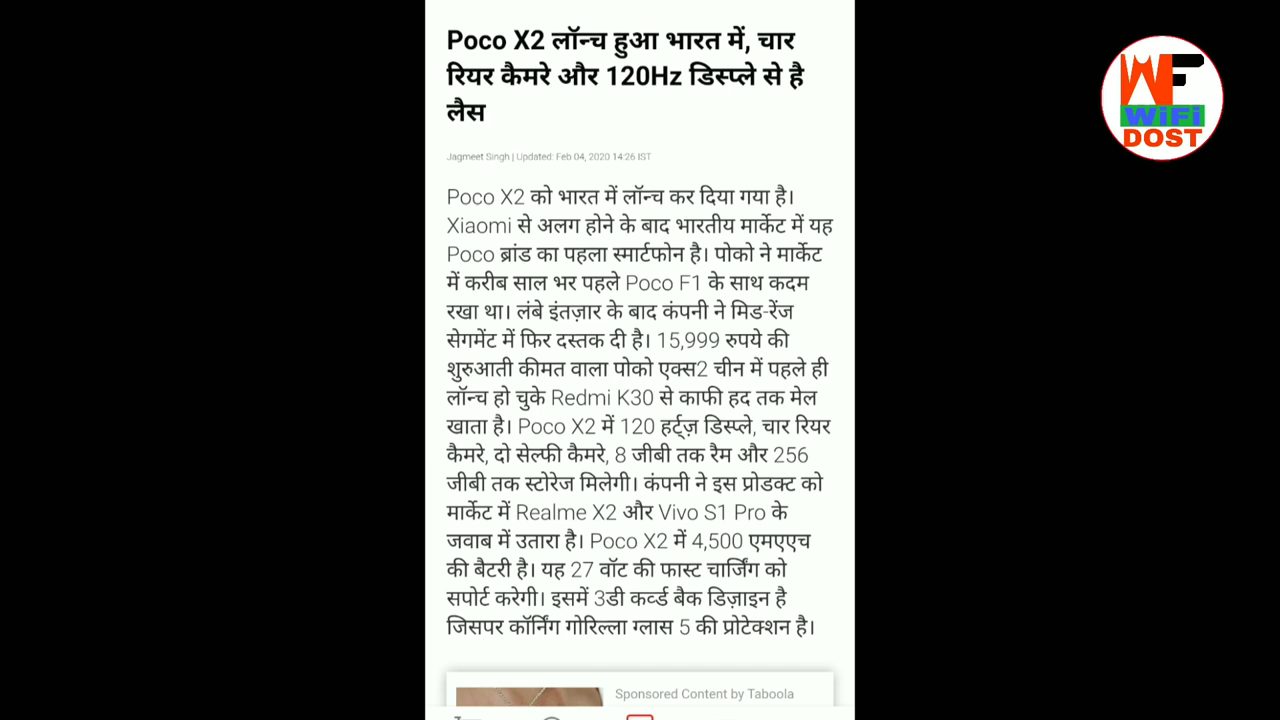 Poco X2 लॉन्च हुआ भारत में, चार
रियर कैमरे और 120Hz डिस्प्ले से है
लैस
Jagmeet Singh | Updated: Feb 04, 2020 14:26 IST
Poco X2 को भारत में लॉन्च कर दिया गया है।
Xiaomi से अलग होने के बाद भारतीय मार्केट में यह
Poco ब्रांड का पहला स्मार्टफोन है। पोको ने मार्केट
में करीब साल भर पहले Poco F1 के साथ कदम
रखा था। लंबे इंतज़ार के बाद कंपनी ने मिड-रेंज
सेगमेंट में फिर दस्तक दी है। 15,999 रुपये की
शुरुआती कीमत वाला पोको एक्स2 चीन में पहले ही
लॉन्च हो चुके Redmi K30 से काफी हद तक मेल
खाता है। Poco X2 में 120 हर्ट्ज़ डिस्प्ले, चार रियर
कैमरे, दो सेल्फी कैमरे, 8 जीबी तक रैम और 256
जीबी तक स्टोरेज मिलेगी। कंपनी ने इस प्रोडक्ट को
मार्केट में Realme X2 और Vivo S1 Pro के
जवाब में उतारा है। Poco X2 में 4,500 एमएएच
की बैटरी है। यह 27 वॉट की फास्ट चार्जिंग को
सपोर्ट करेगी। इसमें 3डी कर्व्ड बैक डिज़ाइन है
जिसपर कॉर्निंग गोरिल्ला ग्लास 5 की प्रोटेक्शन है।
Sponsored Content by Taboola
WF
WiFi
DOST